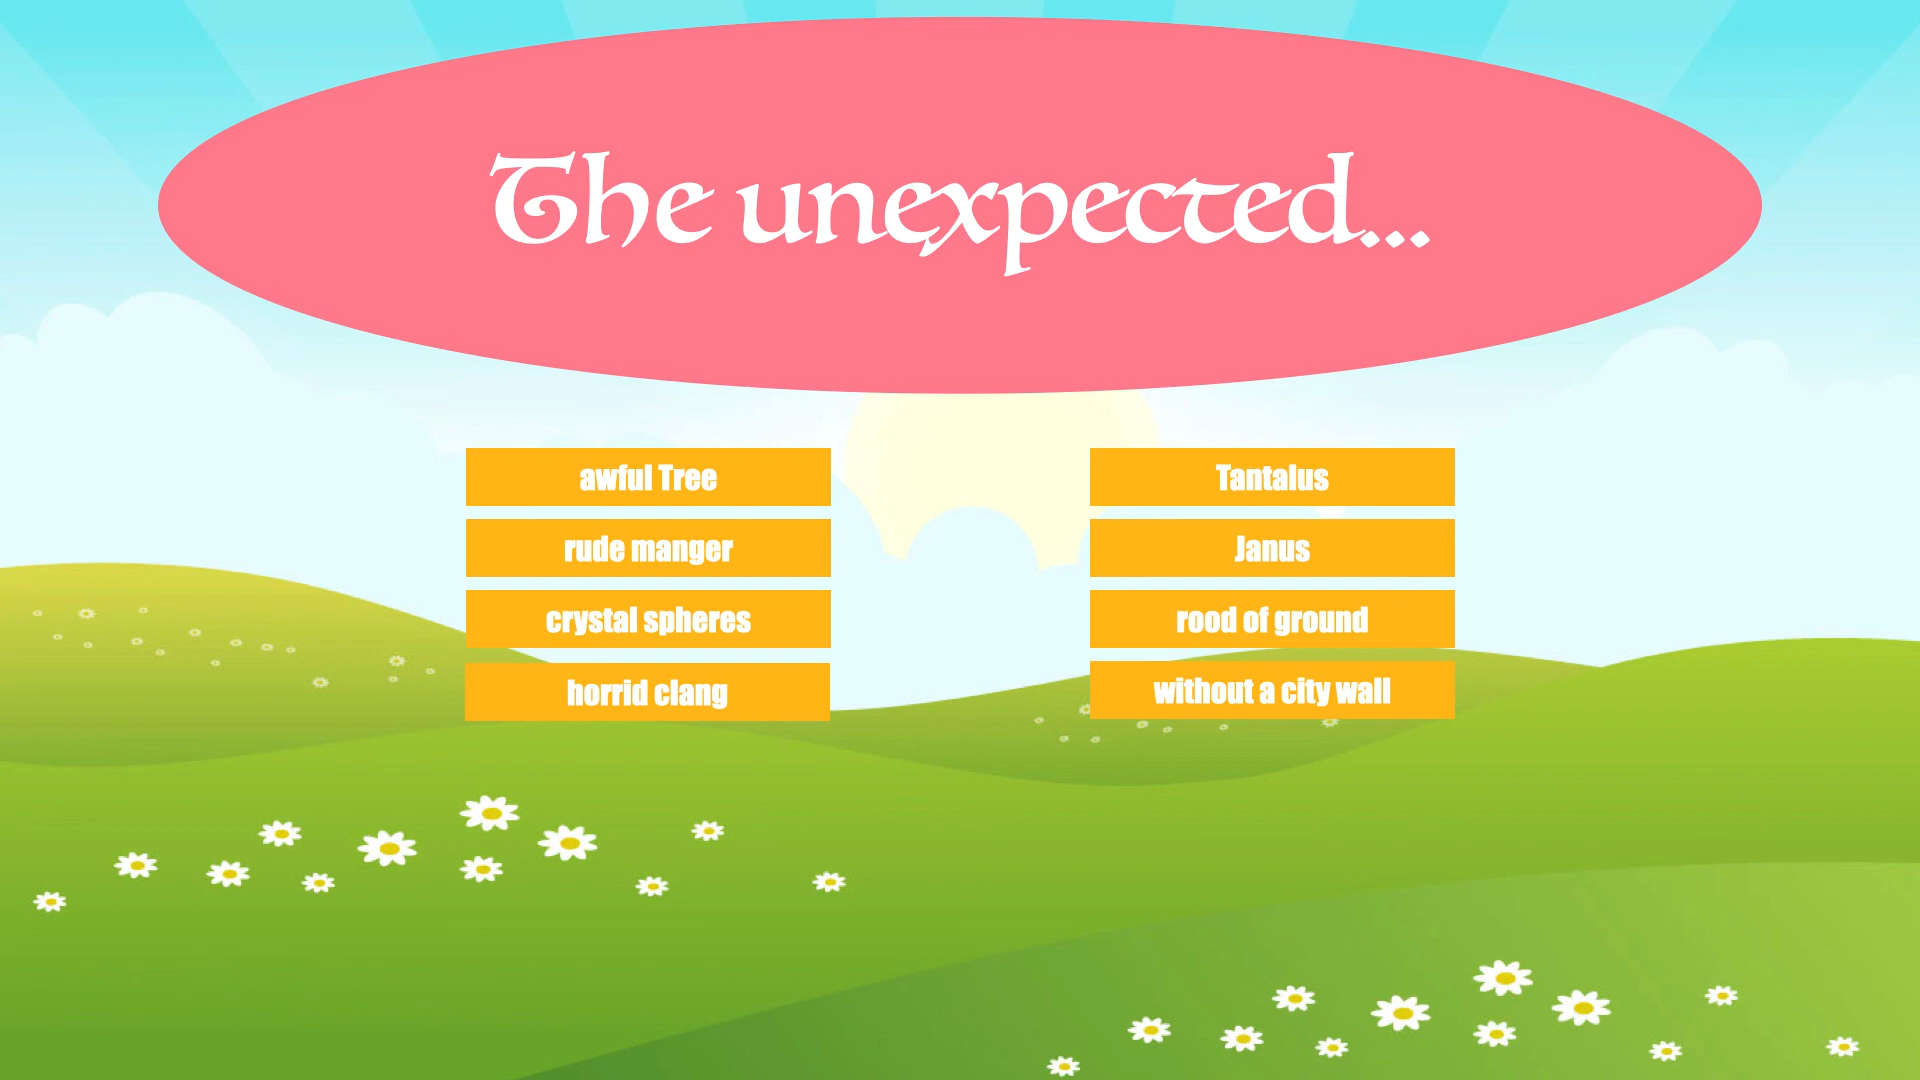 The unexpected...
awful Tree
rude manger
crystal spheres
horrid clang
Tantalus
Janus
rood of ground
without a city wall